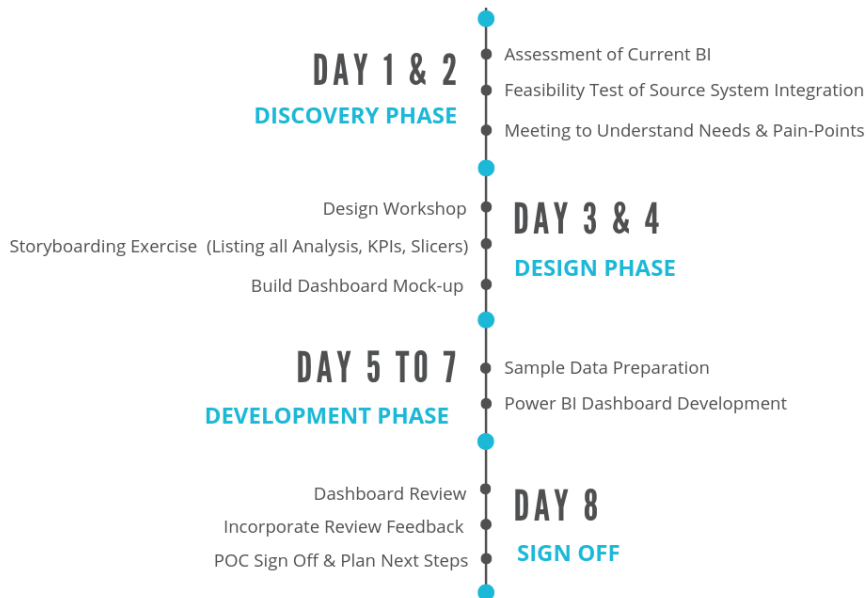 DAY 1 & 2
DISCOVERY PHASE
Assessment of Current BI
Feasibility Test of Source System Integration
Meeting to Understand Needs & Pain-Points
DAY 3 & 4
DESIGN PHASE
Design Workshop
Storyboarding Exercise (Listing all Analysis, KPIs, Slicers)
Build Dashboard Mock-up
DAY 5 TO 7
DEVELOPMENT PHASE
Sample Data Preparation
Power BI Dashboard Development
DAY 8
SIGN OFF
Dashboard Review
Incorporate Review Feedback
POC Sign Off & Plan Next Steps